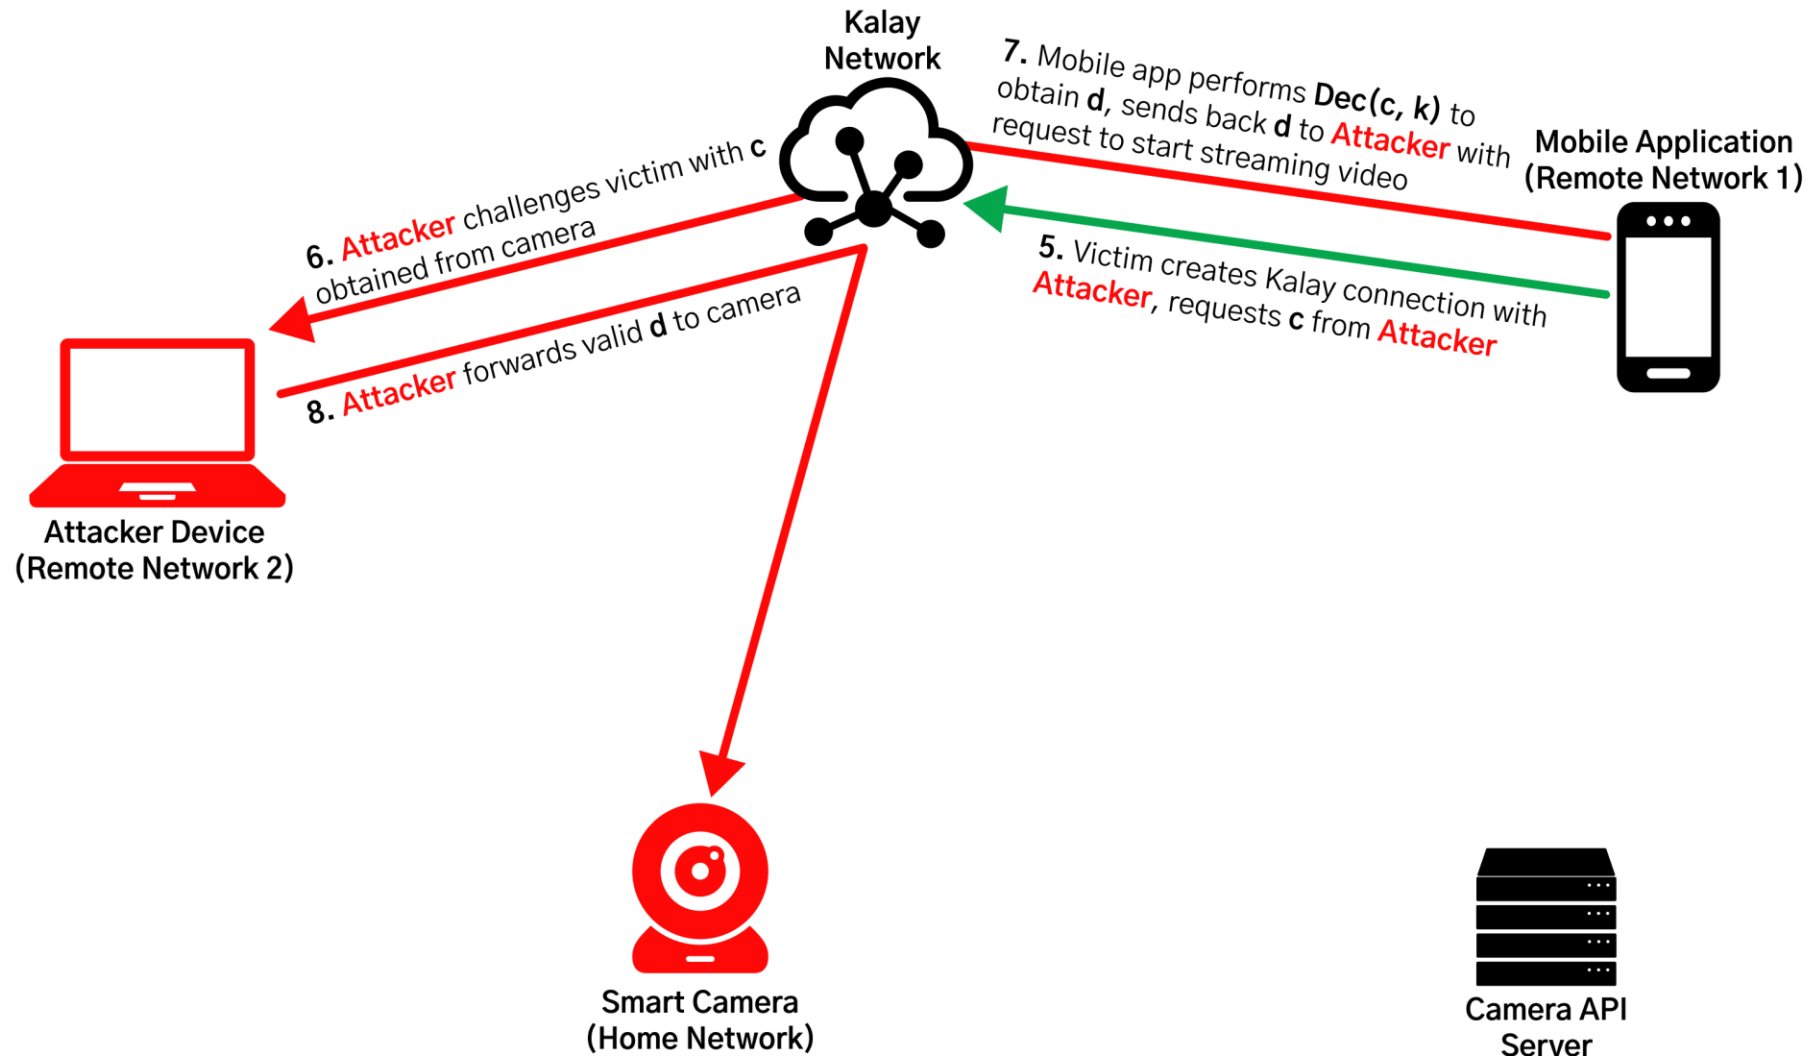 Kalay
Network
7. Mobile app performs Dec(c, k) to
obtain d, sends back d to Attacker with
request to start streaming video
Mobile Application
(Remote Network 1)
6. Attacker challenges victim with c
obtained from camera
5. Victim creates Kalay connection with
Attacker, requests c from Attacker
8. Attacker forwards valid d to camera
Attacker Device
(Remote Network 2)
Smart Camera
(Home Network)
Camera API
Server